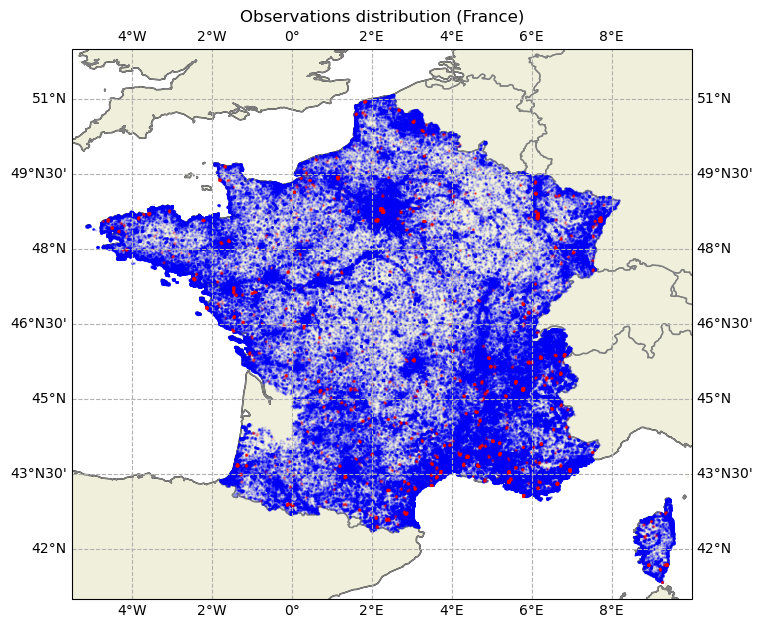 Observations distribution (France)
4°W 2°W 0° 2°E 4°E 6°E 8°E
51°N 51°N
49°N30' 49°N30'
48°N 48°N
46°N30' 46°N30'
45°N 45°N
43°N30' 43°N30'
42°N 42°N
4°W 2°W 0° 2°E 4°E 6°E 8°E